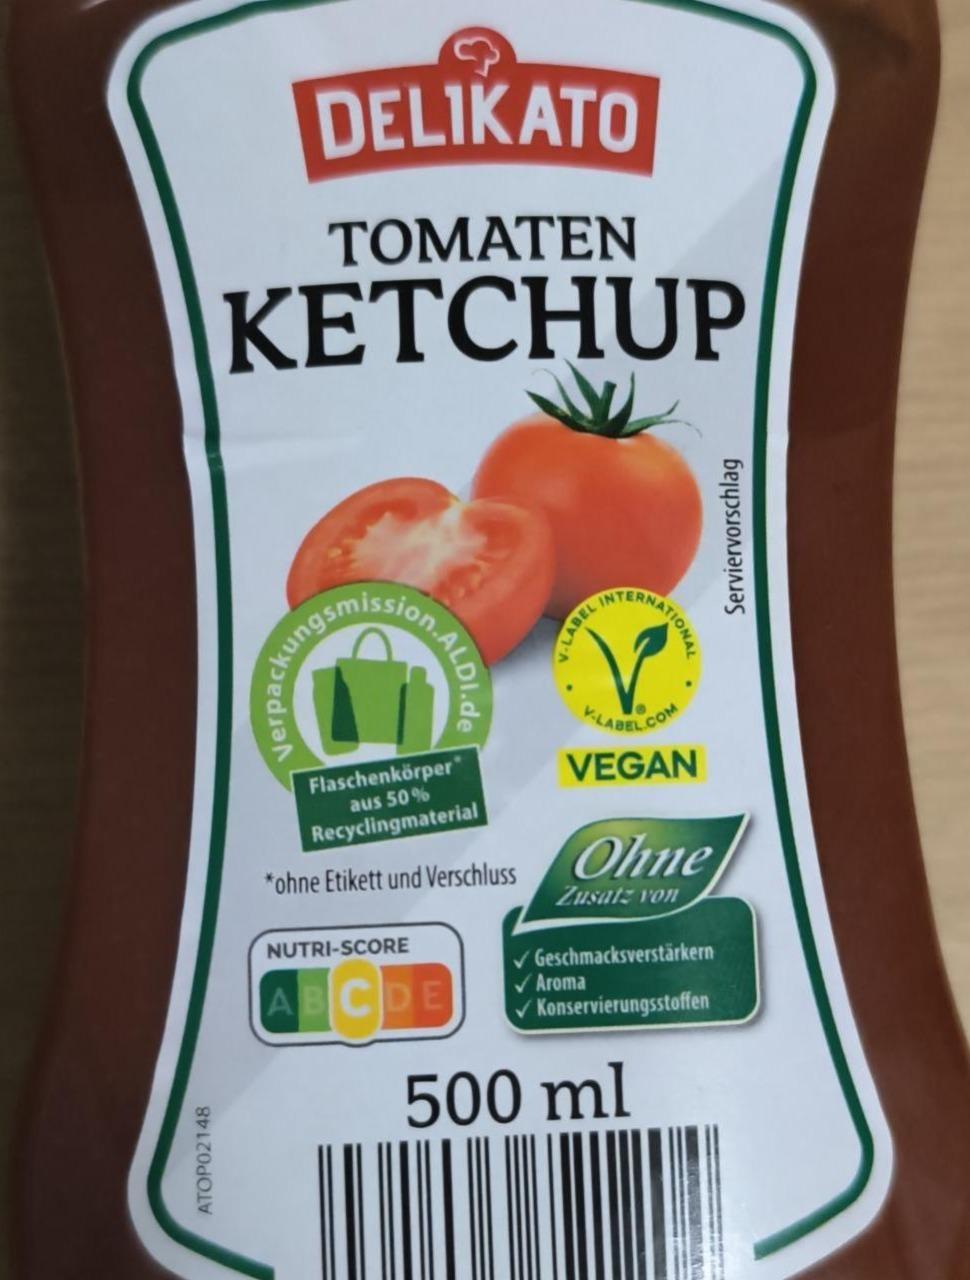 DELIKATO
TOMATEN
KETCHUP
Serviervorschlag
Verpackungsmission.ALDI.de
Flaschenkörper*
aus 50%
Recyclingmaterial
*ohne Etikett und Verschluss
V-LABEL INTERNATIONAL
®
V-LABEL.COM
VEGAN
Ohne
Zusatz von
✓ Geschmacksverstärkern
✓ Aroma
✓ Konservierungsstoffen
NUTRI-SCORE
A B C D E
500 ml
ATOP02148